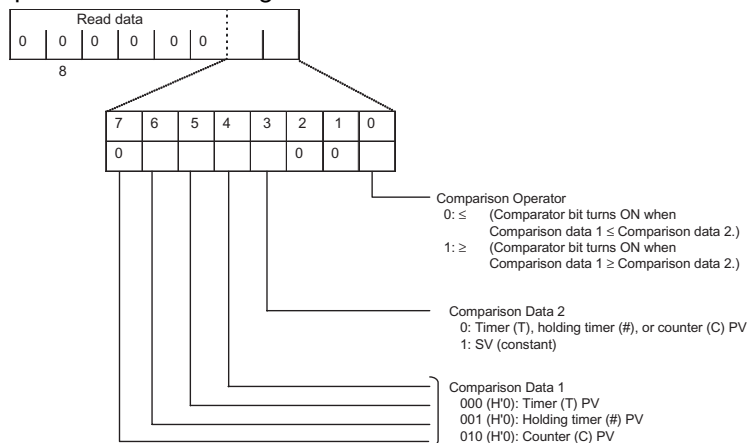 Read data
0 0 0 0 0 0
8
7 6 5 4 3 2 1 0
0 0 0
Comparison Operator
0: ≤ (Comparator bit turns ON when
Comparison data 1 ≤ Comparison data 2.)
1: ≥ (Comparator bit turns ON when
Comparison data 1 ≥ Comparison data 2.)
Comparison Data 2
0: Timer (T), holding timer (#), or counter (C) PV
1: SV (constant)
Comparison Data 1
000 (H'0): Timer (T) PV
001 (H'0): Holding timer (#) PV
010 (H'0): Counter (C) PV